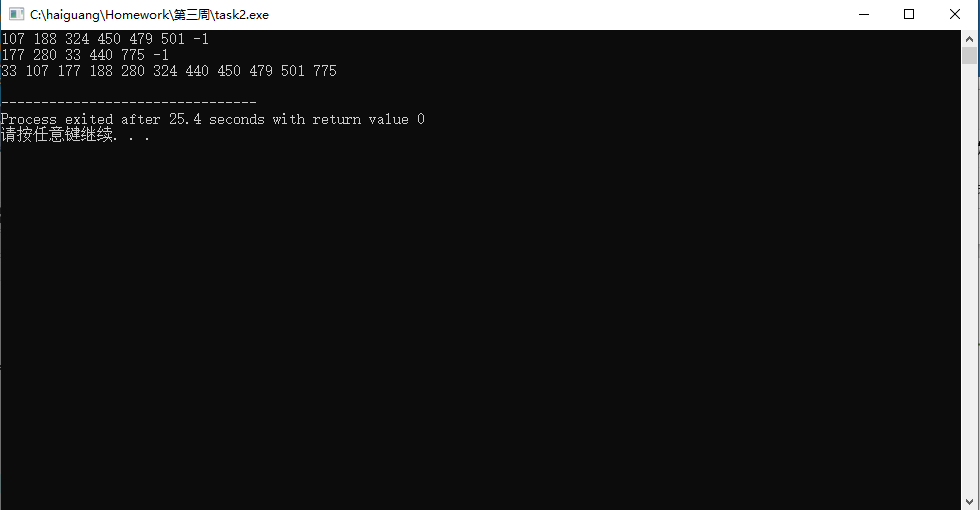 C:\haiguang\Homework\第三周\task2.exe
107 188 324 450 479 501 -1
177 280 33 440 775 -1
33 107 177 188 280 324 440 450 479 501 775
--------------------------------
Process exited after 25.4 seconds with return value 0
请按任意键继续. . .